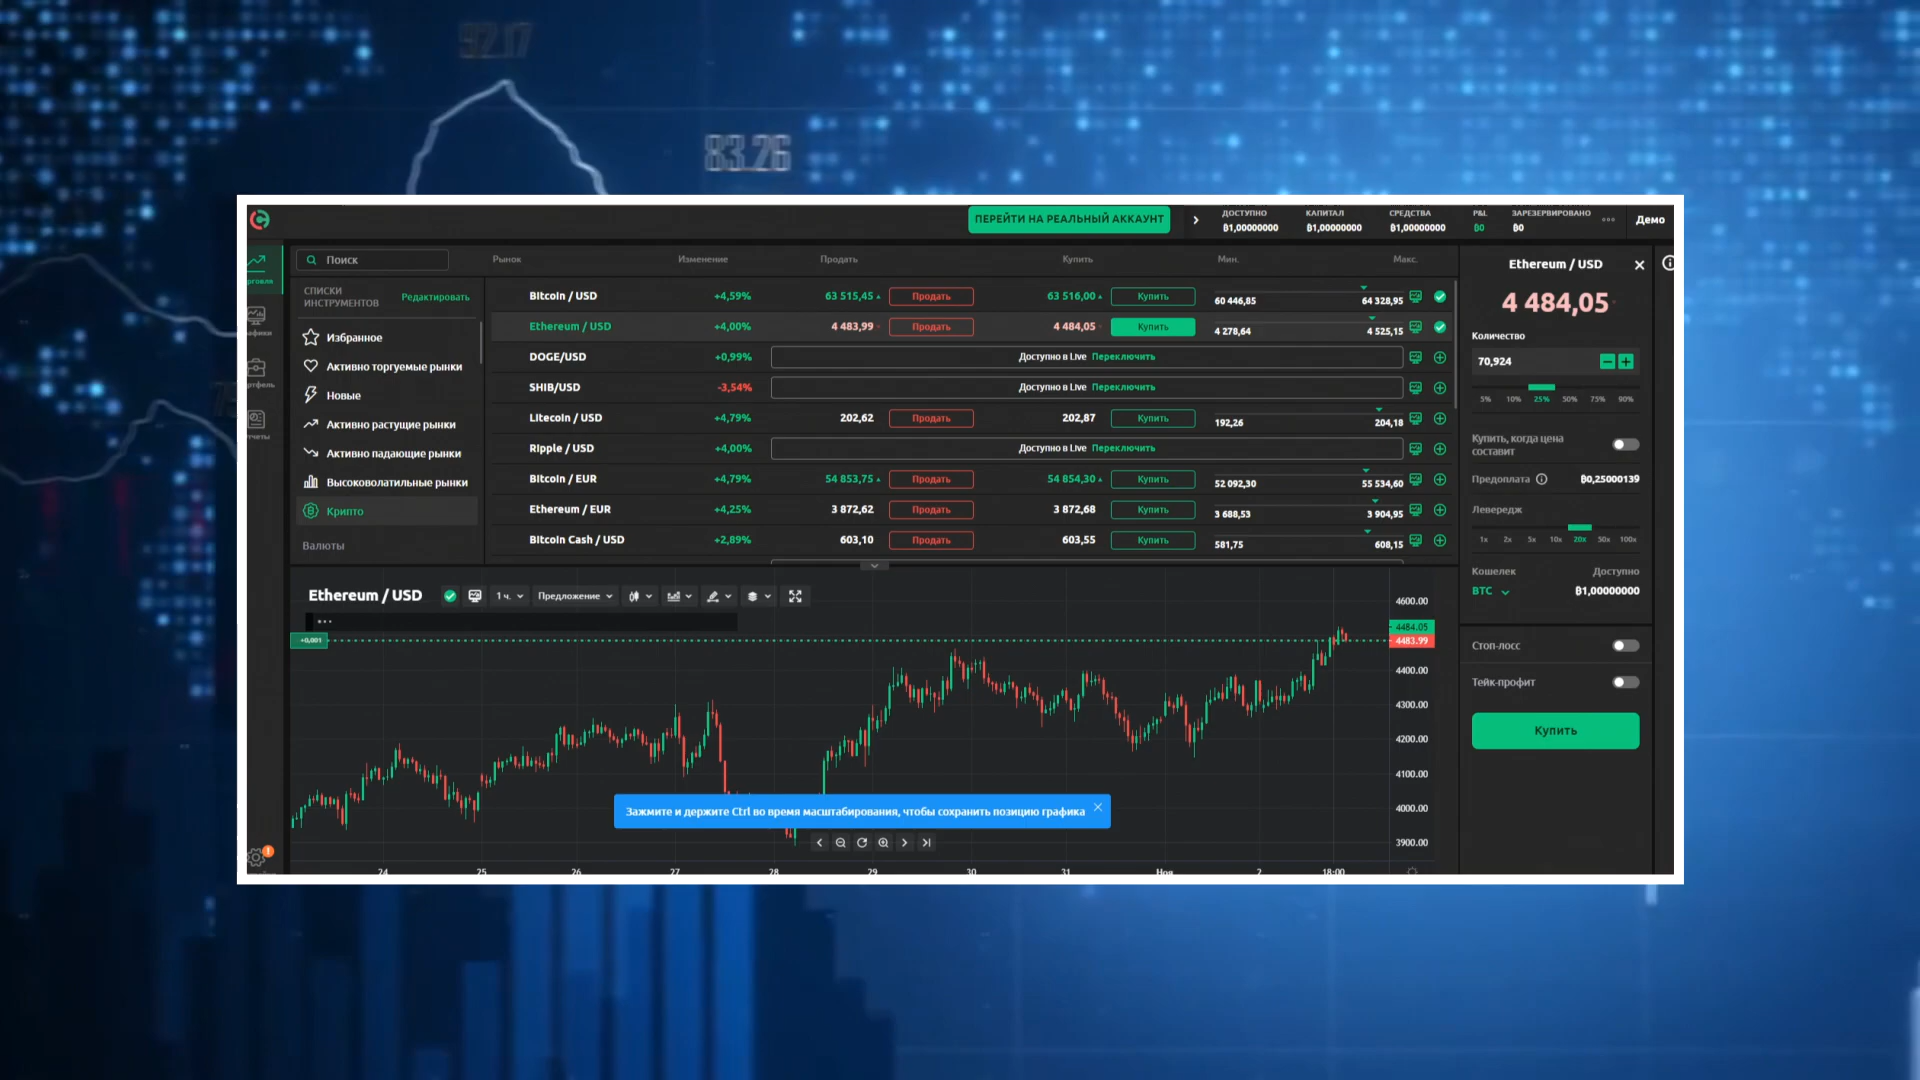 92.17
83.26
ПЕРЕЙТИ НА РЕАЛЬНЫЙ АККАУНТ
ДОСТУПНО КАПИТАЛ СРЕДСТВА P&L ЗАРЕЗЕРВИРОВАНО
₿1,00000000 ₿1,00000000 ₿1,00000000 ₿0 ₿0
Демо
Поиск
СПИСКИ ИНСТРУМЕНТОВ Редактировать
Избранное
Активно торгуемые рынки
Новые
Активно растущие рынки
Активно падающие рынки
Высоковолатильные рынки
Крипто
Валюты
Рынок Изменение Продать Купить Мин. Макс.
Bitcoin / USD +4,59% 63 515,45 Продать 63 516,00 Купить 60 446,85 64 328,95
Ethereum / USD +4,00% 4 483,99 Продать 4 484,05 Купить 4 278,64 4 525,15
DOGE/USD +0,99% Доступно в Live Переключить
SHIB/USD -3,54% Доступно в Live Переключить
Litecoin / USD +4,79% 202,62 Продать 202,87 Купить 192,26 204,18
Ripple / USD +4,00% Доступно в Live Переключить
Bitcoin / EUR +4,79% 54 853,75 Продать 54 854,30 Купить 52 092,30 55 534,60
Ethereum / EUR +4,25% 3 872,62 Продать 3 872,68 Купить 3 688,53 3 904,95
Bitcoin Cash / USD +2,89% 603,10 Продать 603,55 Купить 581,75 608,15
Ethereum / USD 1 ч. Предложение
+0,001
4600.00
4484.05
4483.99
4400.00
4300.00
4200.00
4100.00
4000.00
3900.00
Зажмите и держите Ctrl во время масштабирования, чтобы сохранить позицию графика
24 25 26 27 28 29 30 31 Ноя 2 18:00
Ethereum / USD
4 484,05
Количество
70,924
5% 10% 25% 50% 75% 90%
Купить, когда цена
составит
Предоплата ₿0,25000139
Левередж
1x 2x 5x 10x 20x 50x 100x
Кошелек Доступно
BTC ₿1,00000000
Стоп-лосс
Тейк-профит
Купить